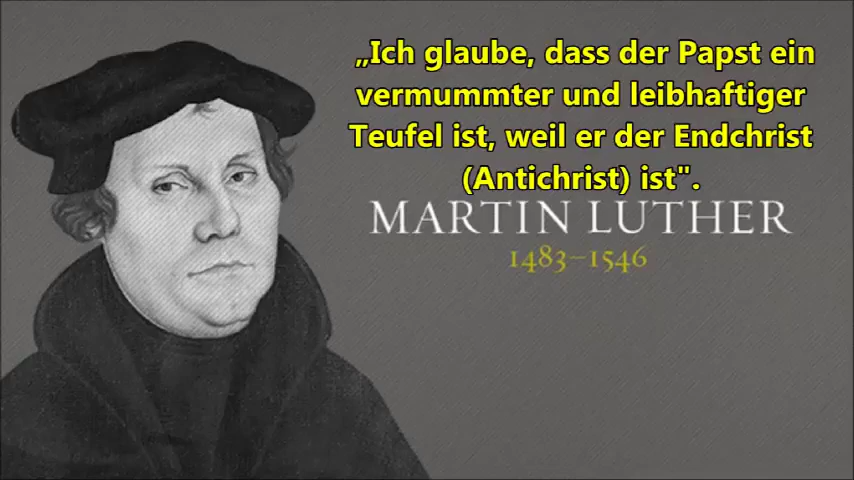 „Ich glaube, dass der Papst ein
vermummter und leibhaftiger
Teufel ist, weil er der Endchrist
(Antichrist) ist".
MARTIN LUTHER
1483–1546